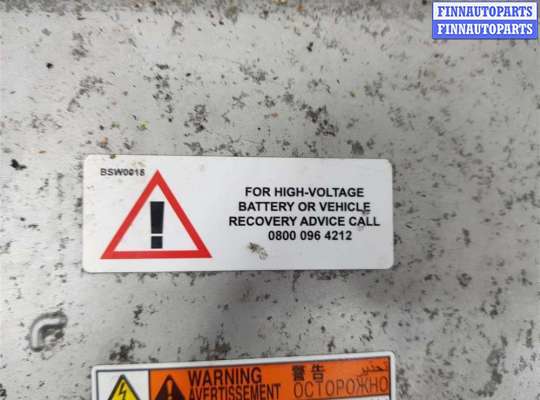 FINNAUTOPARTS
FINNAUTOPARTS
BSW0018
FOR HIGH-VOLTAGE
BATTERY OR VEHICLE
RECOVERY ADVICE CALL
0800 096 4212
WARNING 警告 تحذير
AVERTISSEMENT ОСТОРОЖНО